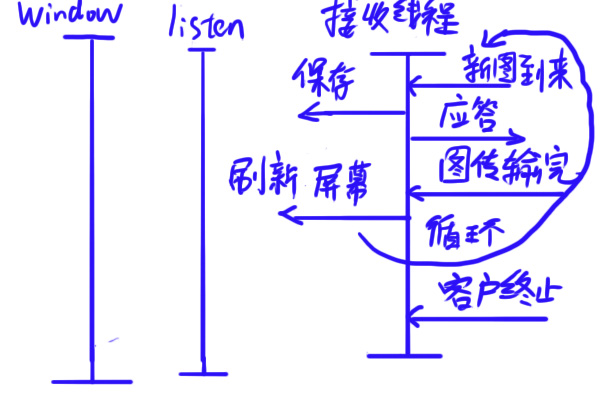 window
listen
接收线程
新图到来
保存
应答
图传输完
刷新 屏幕
循环
客户终止